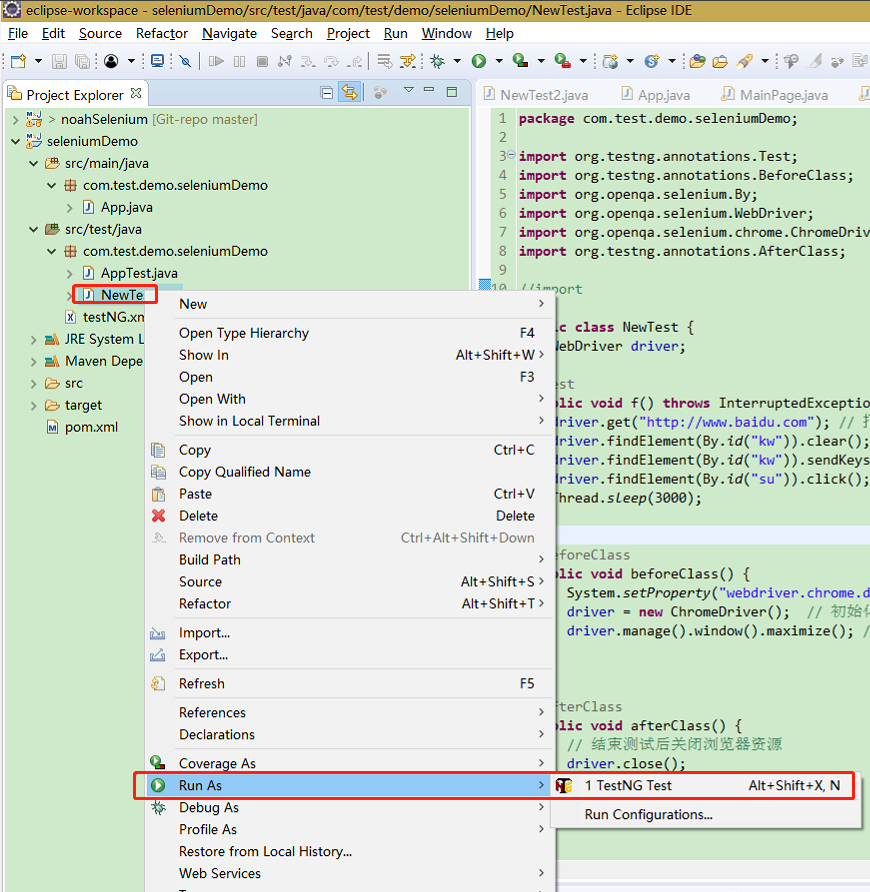 eclipse-workspace - seleniumDemo/src/test/java/com/test/demo/seleniumDemo/NewTest.java - Eclipse IDE
File Edit Source Refactor Navigate Search Project Run Window Help
Project Explorer
> noahSelenium [Git-repo master]
seleniumDemo
src/main/java
com.test.demo.seleniumDemo
App.java
src/test/java
com.test.demo.seleniumDemo
AppTest.java
NewTe
testNG.xm
JRE System L
Maven Depe
src
target
pom.xml
New
Open Type Hierarchy F4
Show In Alt+Shift+W
Open F3
Open With
Show in Local Terminal
Copy Ctrl+C
Copy Qualified Name
Paste Ctrl+V
Delete Delete
Remove from Context Ctrl+Alt+Shift+Down
Build Path
Source Alt+Shift+S
Refactor Alt+Shift+T
Import...
Export...
Refresh F5
References
Declarations
Coverage As
Run As
Debug As
Profile As
Restore from Local History...
Web Services
1 TestNG Test Alt+Shift+X, N
Run Configurations...
NewTest2.java App.java MainPage.java
1 package com.test.demo.seleniumDemo;
2
3 import org.testng.annotations.Test;
4 import org.testng.annotations.BeforeClass;
5 import org.openqa.selenium.By;
6 import org.openqa.selenium.WebDriver;
7 import org.openqa.selenium.chrome.ChromeDriv
8 import org.testng.annotations.AfterClass;
9
10 //import
ic class NewTest {
WebDriver driver;
est
blic void f() throws InterruptedExceptio
driver.get("http://www.baidu.com"); //
driver.findElement(By.id("kw")).clear();
driver.findElement(By.id("kw")).sendKeys
driver.findElement(By.id("su")).click();
Thread.sleep(3000);
eforeClass
blic void beforeClass() {
System.setProperty("webdriver.chrome.d
driver = new ChromeDriver(); // 初始化
driver.manage().window().maximize(); //
fterClass
blic void afterClass() {
// 结束测试后关闭浏览器资源
driver.close();